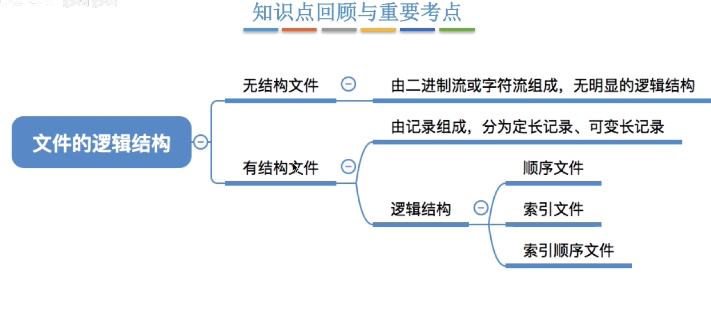 知识点回顾与重要考点
无结构文件
由二进制流或字符流组成，无明显的逻辑结构
文件的逻辑结构
由记录组成，分为定长记录、可变长记录
有结构文件
逻辑结构
顺序文件
索引文件
索引顺序文件